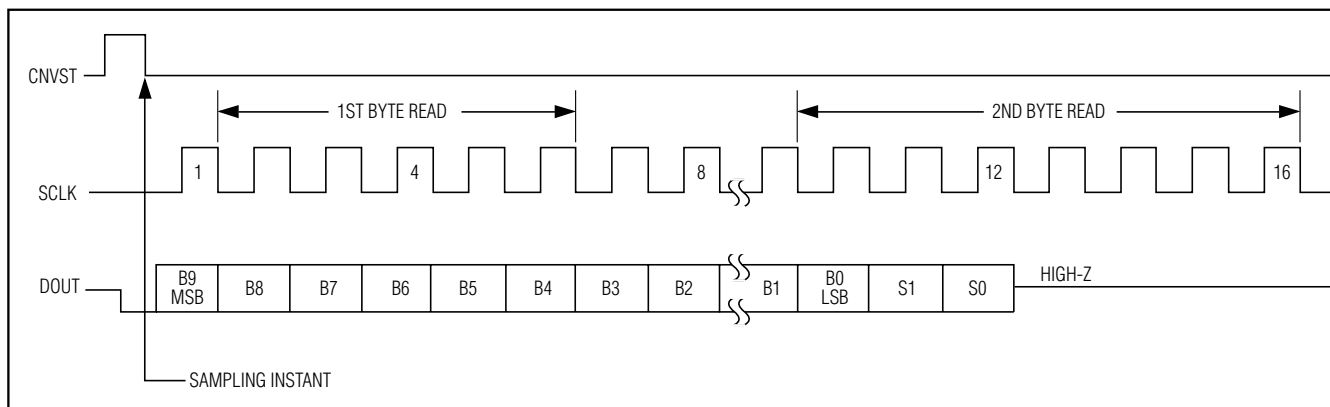 CNVST
1ST BYTE READ
2ND BYTE READ
1
4
8
12
16
SCLK
DOUT
B9
MSB
B8
B7
B6
B5
B4
B3
B2
B1
B0
LSB
S1
S0
HIGH-Z
SAMPLING INSTANT